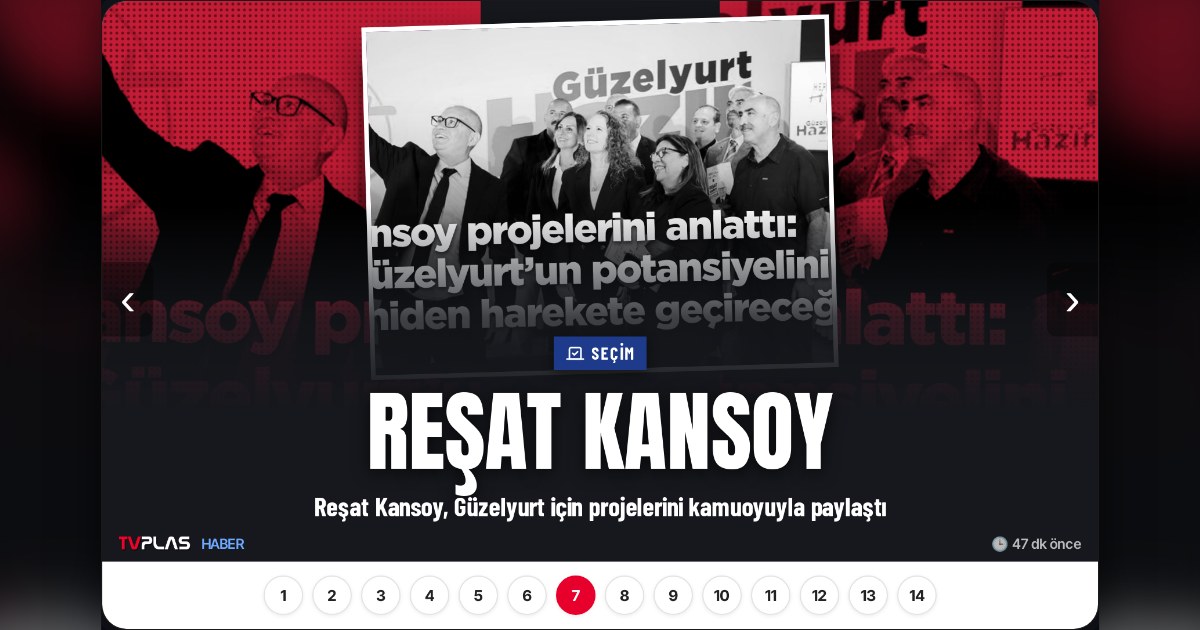 Güzelyurt
nsoy projelerini anlattı:
üzelyurt’un potansiyelini
niden harekete geçireceğ
SEÇİM
REŞAT KANSOY
Reşat Kansoy, Güzelyurt için projelerini kamuoyuyla paylaştı
TVPLAS HABER
47 dk önce
1 2 3 4 5 6 7 8 9 10 11 12 13 14